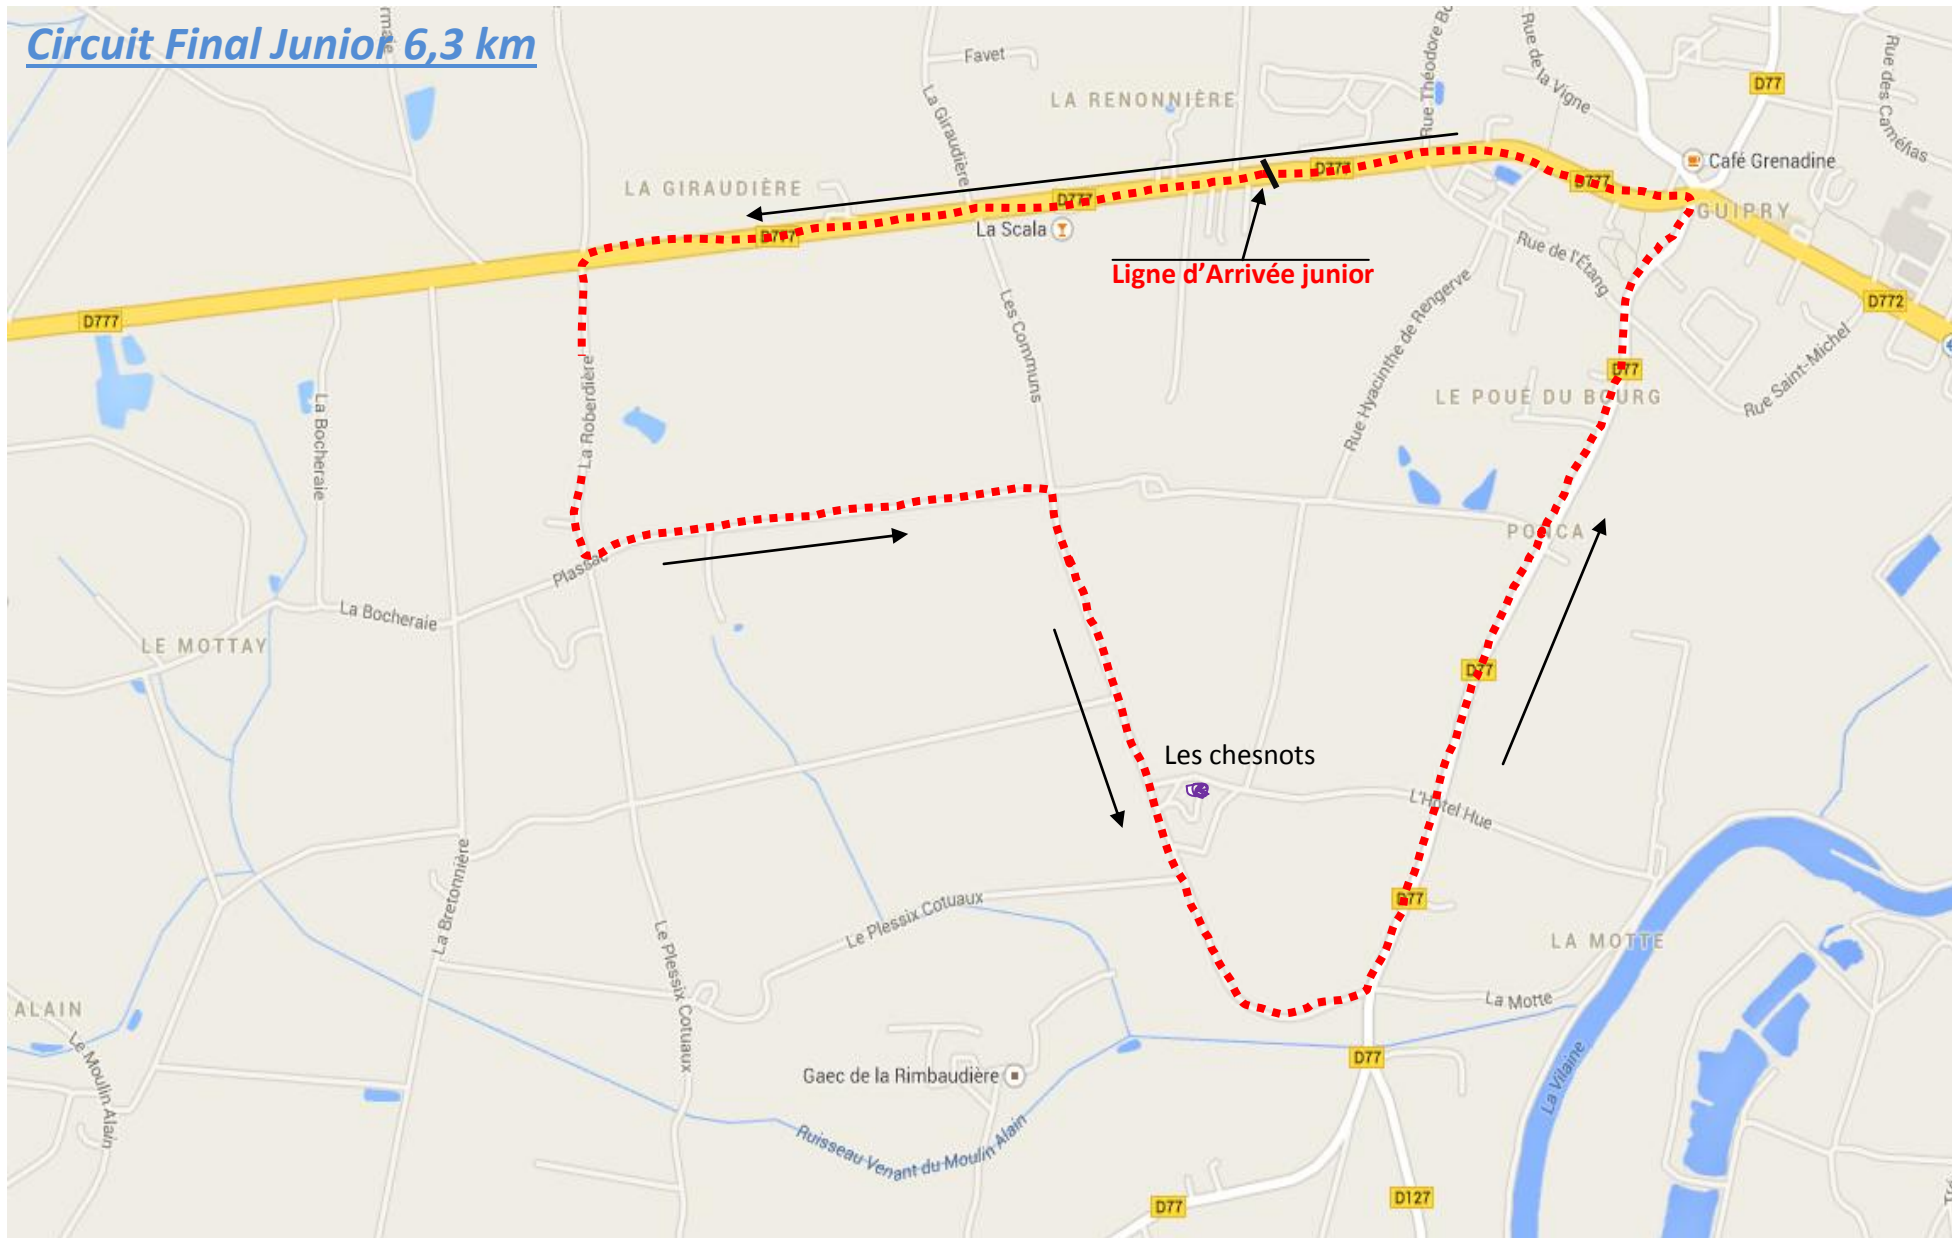 Circuit Final Junior 6,3 km
Favet
La Giraudière
LA RENONNIÈRE
Rue de la Vigne
D77
Rue des Camélias
Café Grenadine
D777
D777
LA GIRAUDIÈRE
D777
GUIPRY
La Scala
D777
Rue de l'Étang
Ligne d'Arrivée junior
D777
D772
Les Communs
Rue Hyacinthe de Rengerve
Rue Saint-Michel
La Roberdière
D77
LE POUÉ DU BOURG
La Bocheraie
PONCA
Plassac
La Bocheraie
LE MOTTAY
D77
Les chesnots
L'Hôtel Hue
La Bretonnière
Le Plessix Cotuaux
D77
Le Plessix Cotuaux
LA MOTTE
La Motte
ALAIN
Le Moulin Alain
D77
Gaec de la Rimbaudière
La Vilaine
Ruisseau Venant du Moulin Alain
D77
D127